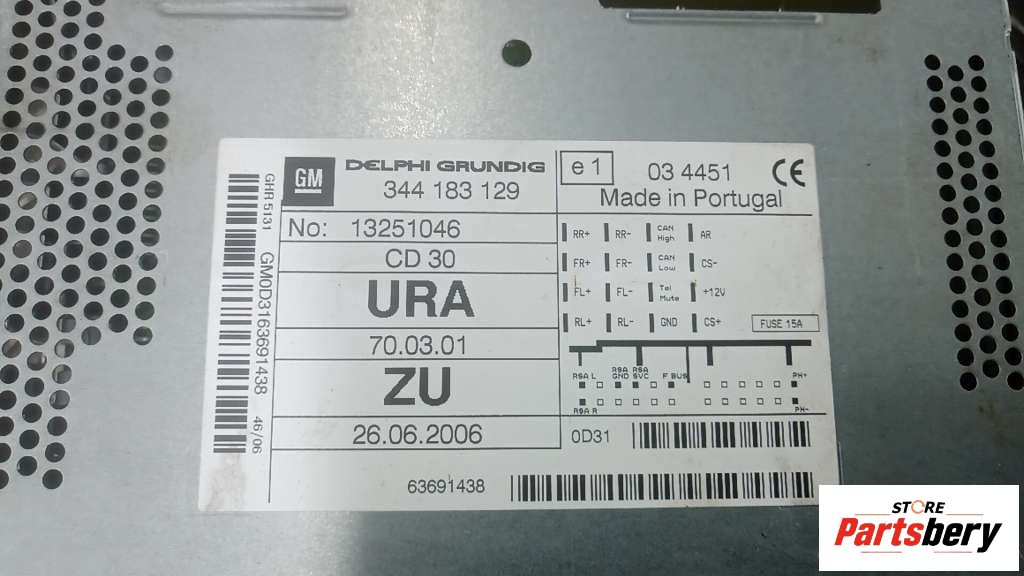 GM DELPHI GRUNDIG
344 183 129
e1 03 4451 CE
Made in Portugal
GHR 5131 GM0D3163691438 46/06
No: 13251046
CD 30
URA
70.03.01
ZU
26.06.2006
RR+ RR- CAN High AR
FR+ FR- CAN Low CS-
FL+ FL- Tel Mute +12V
RL+ RL- GND CS+ FUSE 15A
RSA L RSA GND RSA SVC F BUS PH+
RSA R PH-
0D31
63691438
STORE
Partsbery